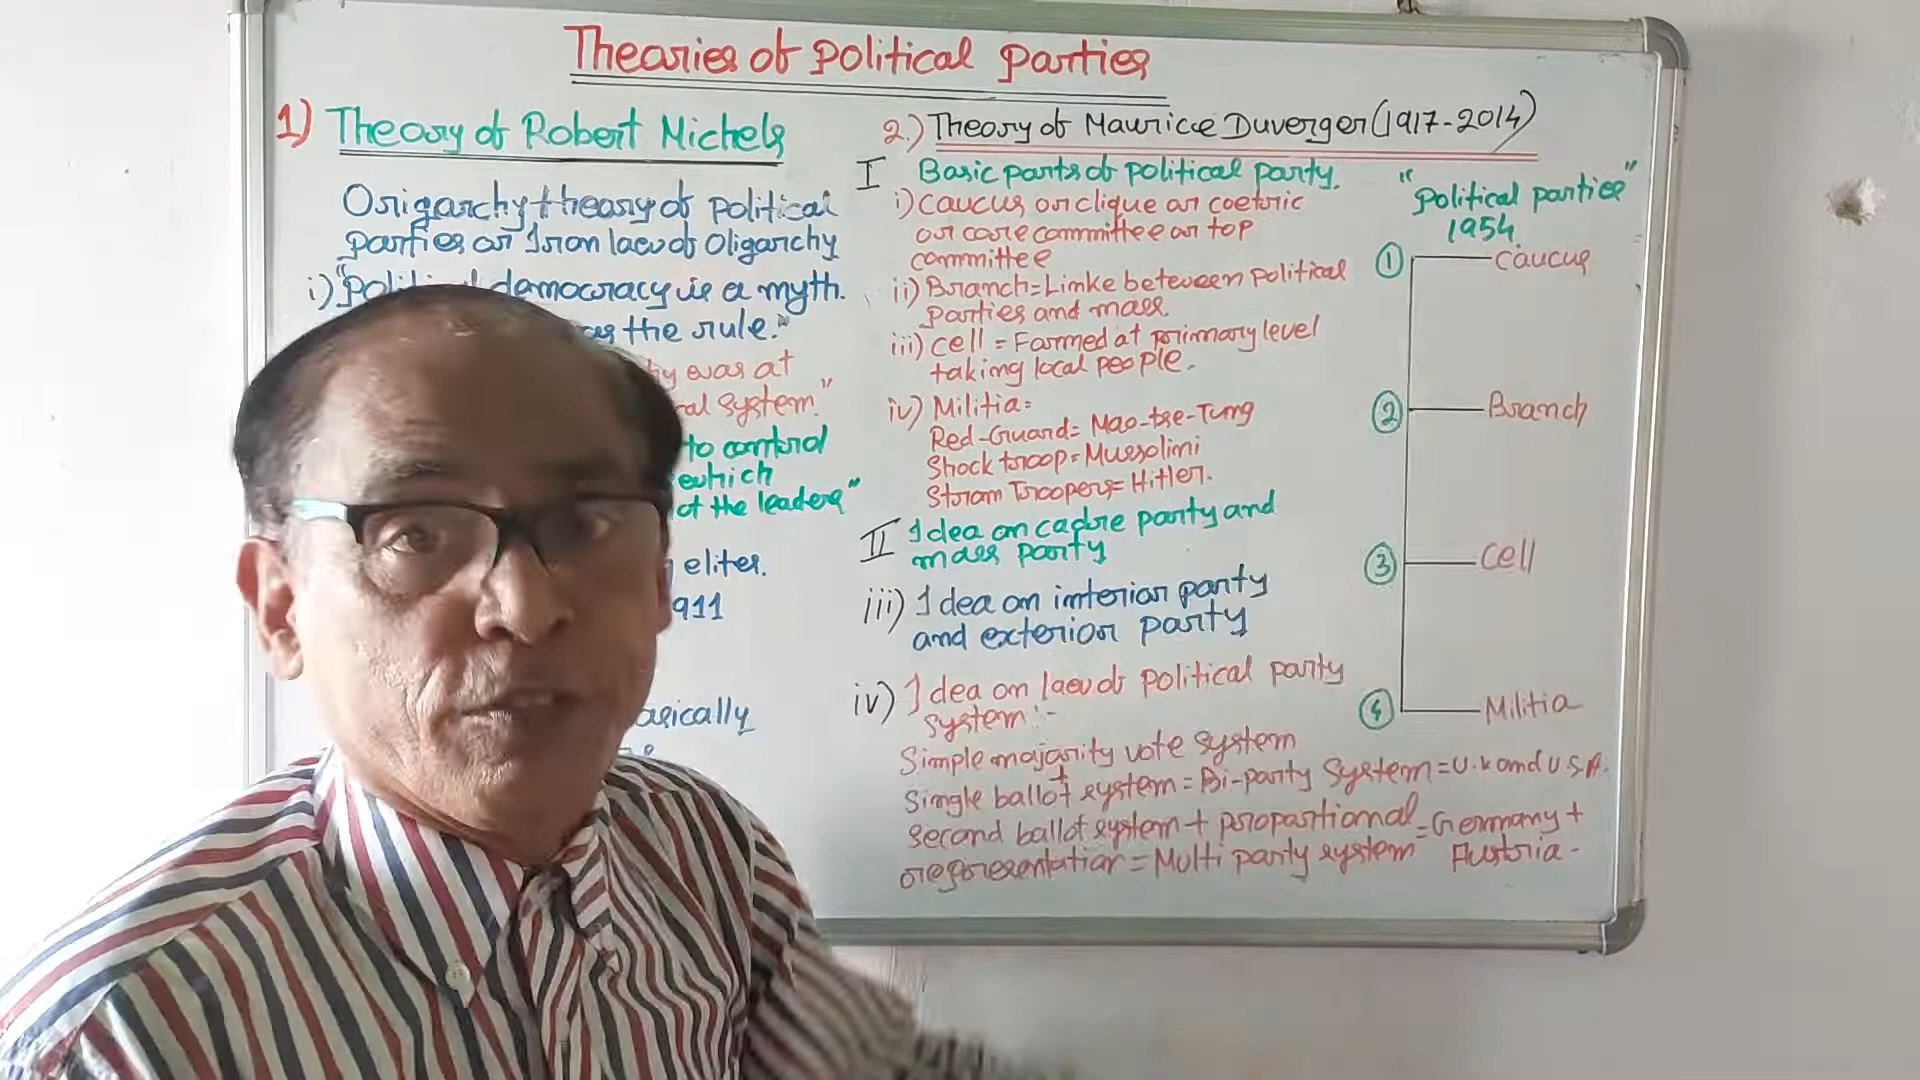 Theories of Political Parties
1) Theory of Robert Michels
Origarchy theory of political
parties or Iron law of Oligarchy
i) "Political democracy is a myth.
as the rule."
was at
system."
to control
which
of the leaders"
elites.
911
2.) Theory of Maurice Duverger (1917-2014)
I Basic parts of political party.
i) caucus or clique or coetric
or core committee or top
committee
ii) Branch = Linke between political
parties and mass.
iii) cell = Formed at primary level
taking local people.
iv) Militia =
Red-Guard = Mao-tse-Tung
Shock troop = Mussolini
Storm Troopers = Hitler.
II Idea on cadre party and
mass party
iii) Idea on interior party
and exterior party
iv) Idea on law of political party
system:-
Simple majority vote system
+
Single ballot system = Bi-party System = U.K and U.S.A.
Second ballot system + proportional = Germany +
representation = Multi party system Austria -
"Political parties"
1954
1 caucus
2 Branch
3 cell
4 Militia